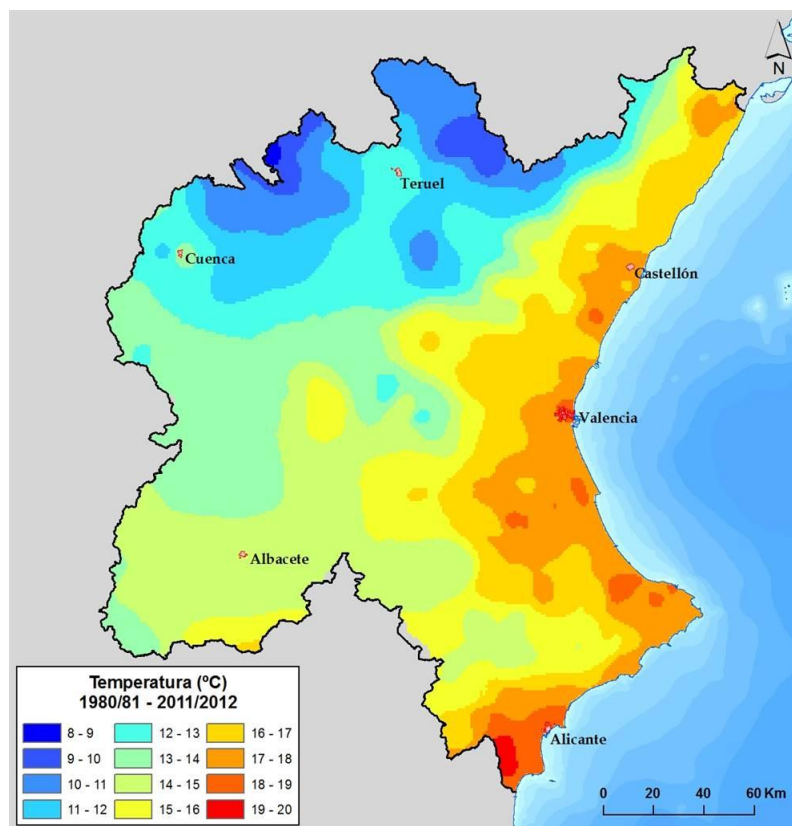 N
Teruel
Cuenca
Castellón
Valencia
Albacete
Alicante
Temperatura (ºC)
1980/81 - 2011/2012
8 - 9
12 - 13
16 - 17
9 - 10
13 - 14
17 - 18
10 - 11
14 - 15
18 - 19
11 - 12
15 - 16
19 - 20
0 30 60 Km